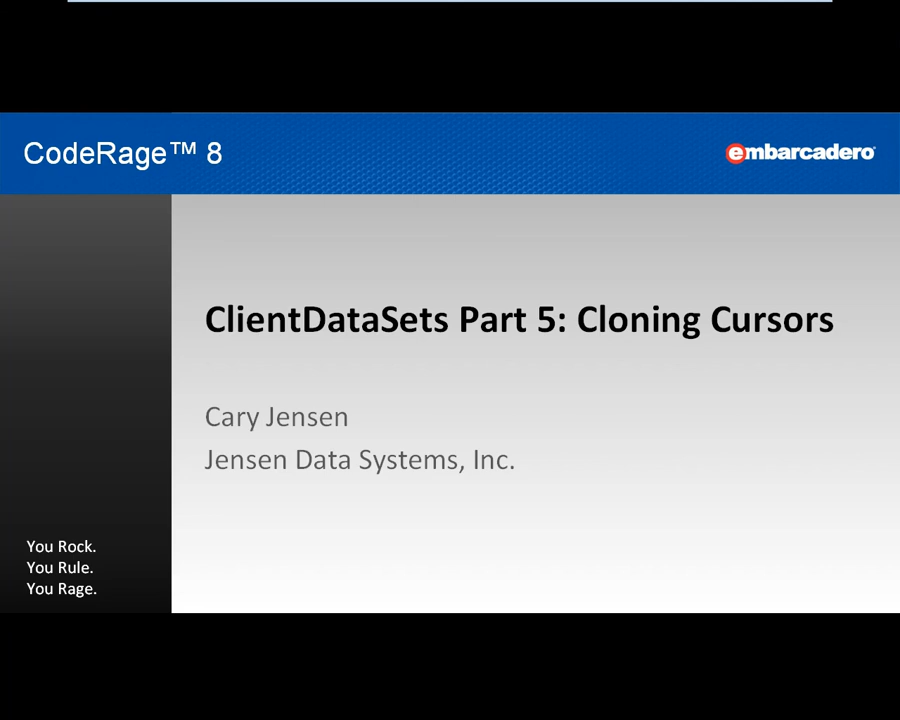 CodeRage™ 8
embarcadero
ClientDataSets Part 5: Cloning Cursors
Cary Jensen
Jensen Data Systems, Inc.
You Rock.
You Rule.
You Rage.